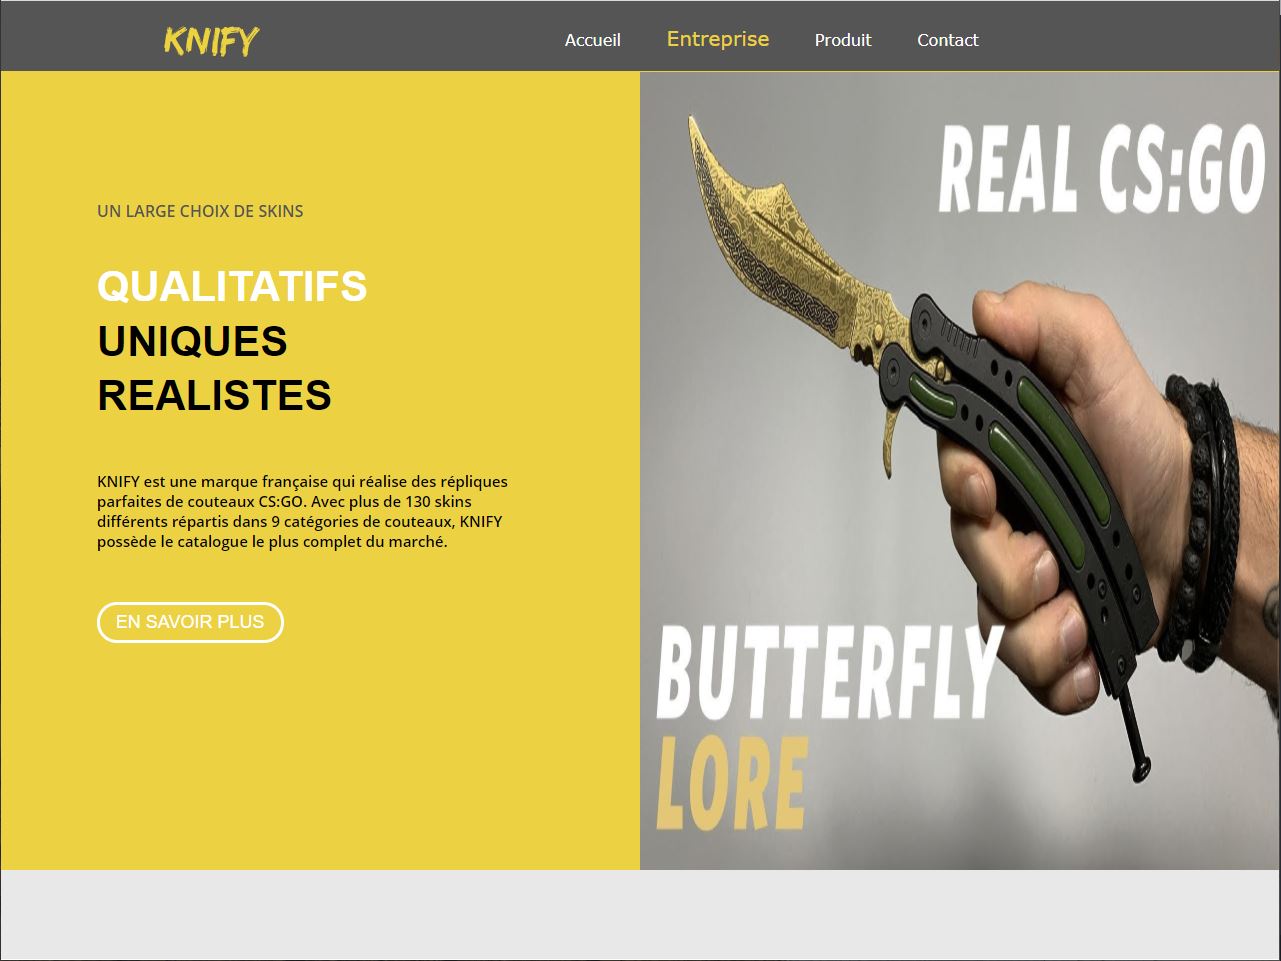 KNIFY
Accueil Entreprise Produit Contact
UN LARGE CHOIX DE SKINS
QUALITATIFS
UNIQUES
REALISTES
KNIFY est une marque française qui réalise des répliques
parfaites de couteaux CS:GO. Avec plus de 130 skins
différents répartis dans 9 catégories de couteaux, KNIFY
possède le catalogue le plus complet du marché.
EN SAVOIR PLUS
REAL CS:GO
BUTTERFLY
LORE